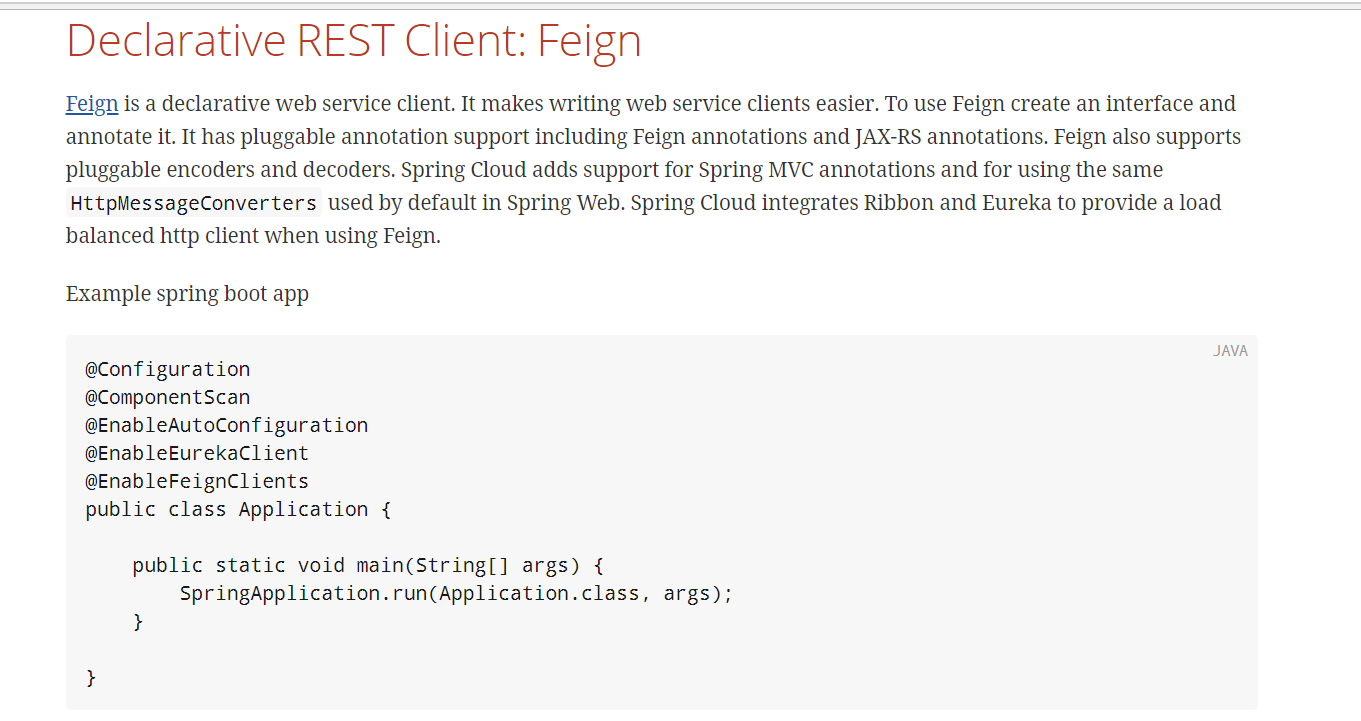 Declarative REST Client: Feign
Feign is a declarative web service client. It makes writing web service clients easier. To use Feign create an interface and
annotate it. It has pluggable annotation support including Feign annotations and JAX-RS annotations. Feign also supports
pluggable encoders and decoders. Spring Cloud adds support for Spring MVC annotations and for using the same
HttpMessageConverters used by default in Spring Web. Spring Cloud integrates Ribbon and Eureka to provide a load
balanced http client when using Feign.
Example spring boot app
JAVA
@Configuration
@ComponentScan
@EnableAutoConfiguration
@EnableEurekaClient
@EnableFeignClients
public class Application {
    public static void main(String[] args) {
        SpringApplication.run(Application.class, args);
    }
}